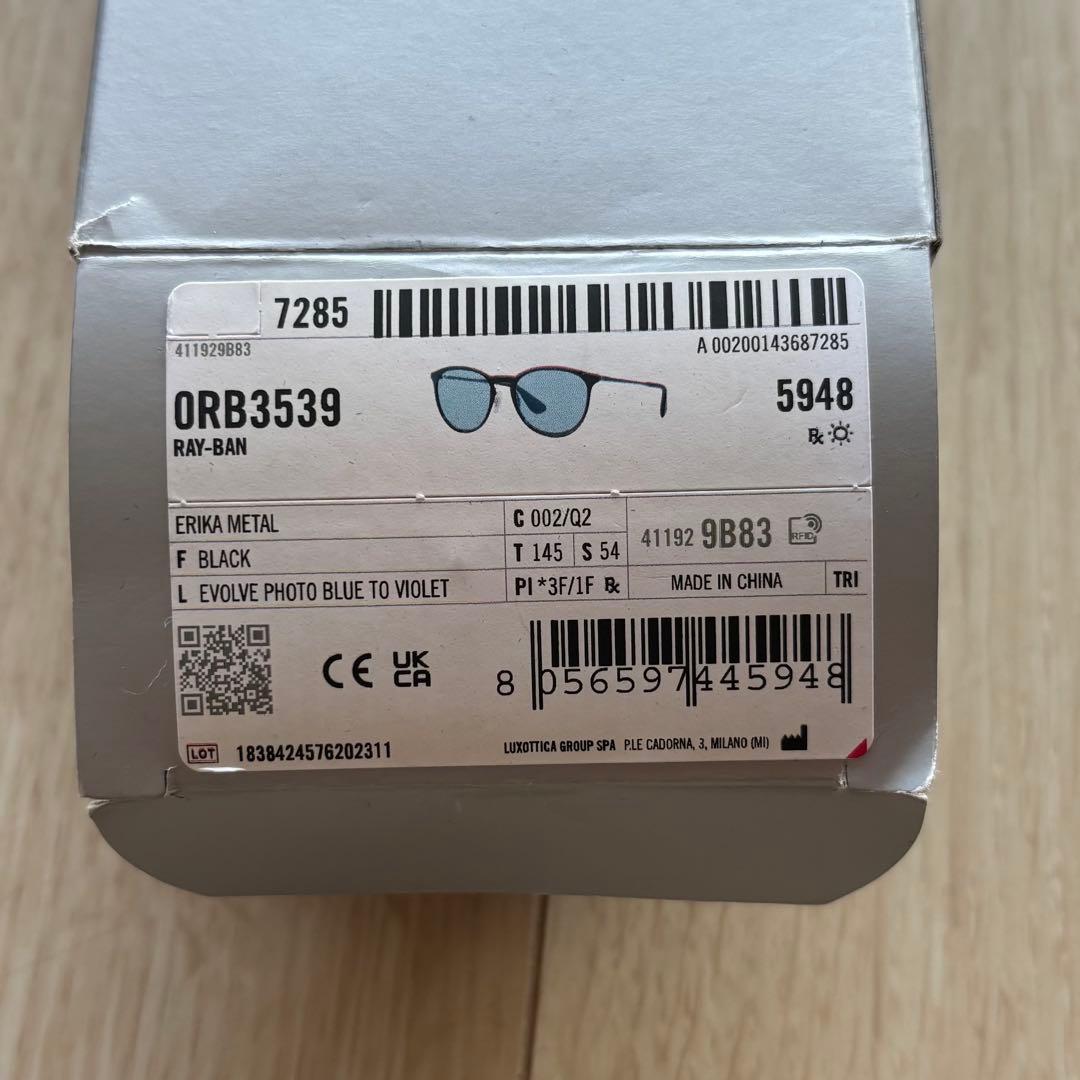 7285
A 00200143687285
411929B83
0RB3539
5948
RAY-BAN
Rx
ERIKA METAL
C 002/Q2
F BLACK
T 145
S 54
41192 9B83
RFID
L EVOLVE PHOTO BLUE TO VIOLET
PI *3F/1F Rx
MADE IN CHINA
TRI
CE
UK
CA
8 056597 445948
LOT
1838424576202311
LUXOTTICA GROUP SPA P.LE CADORNA, 3, MILANO (MI)